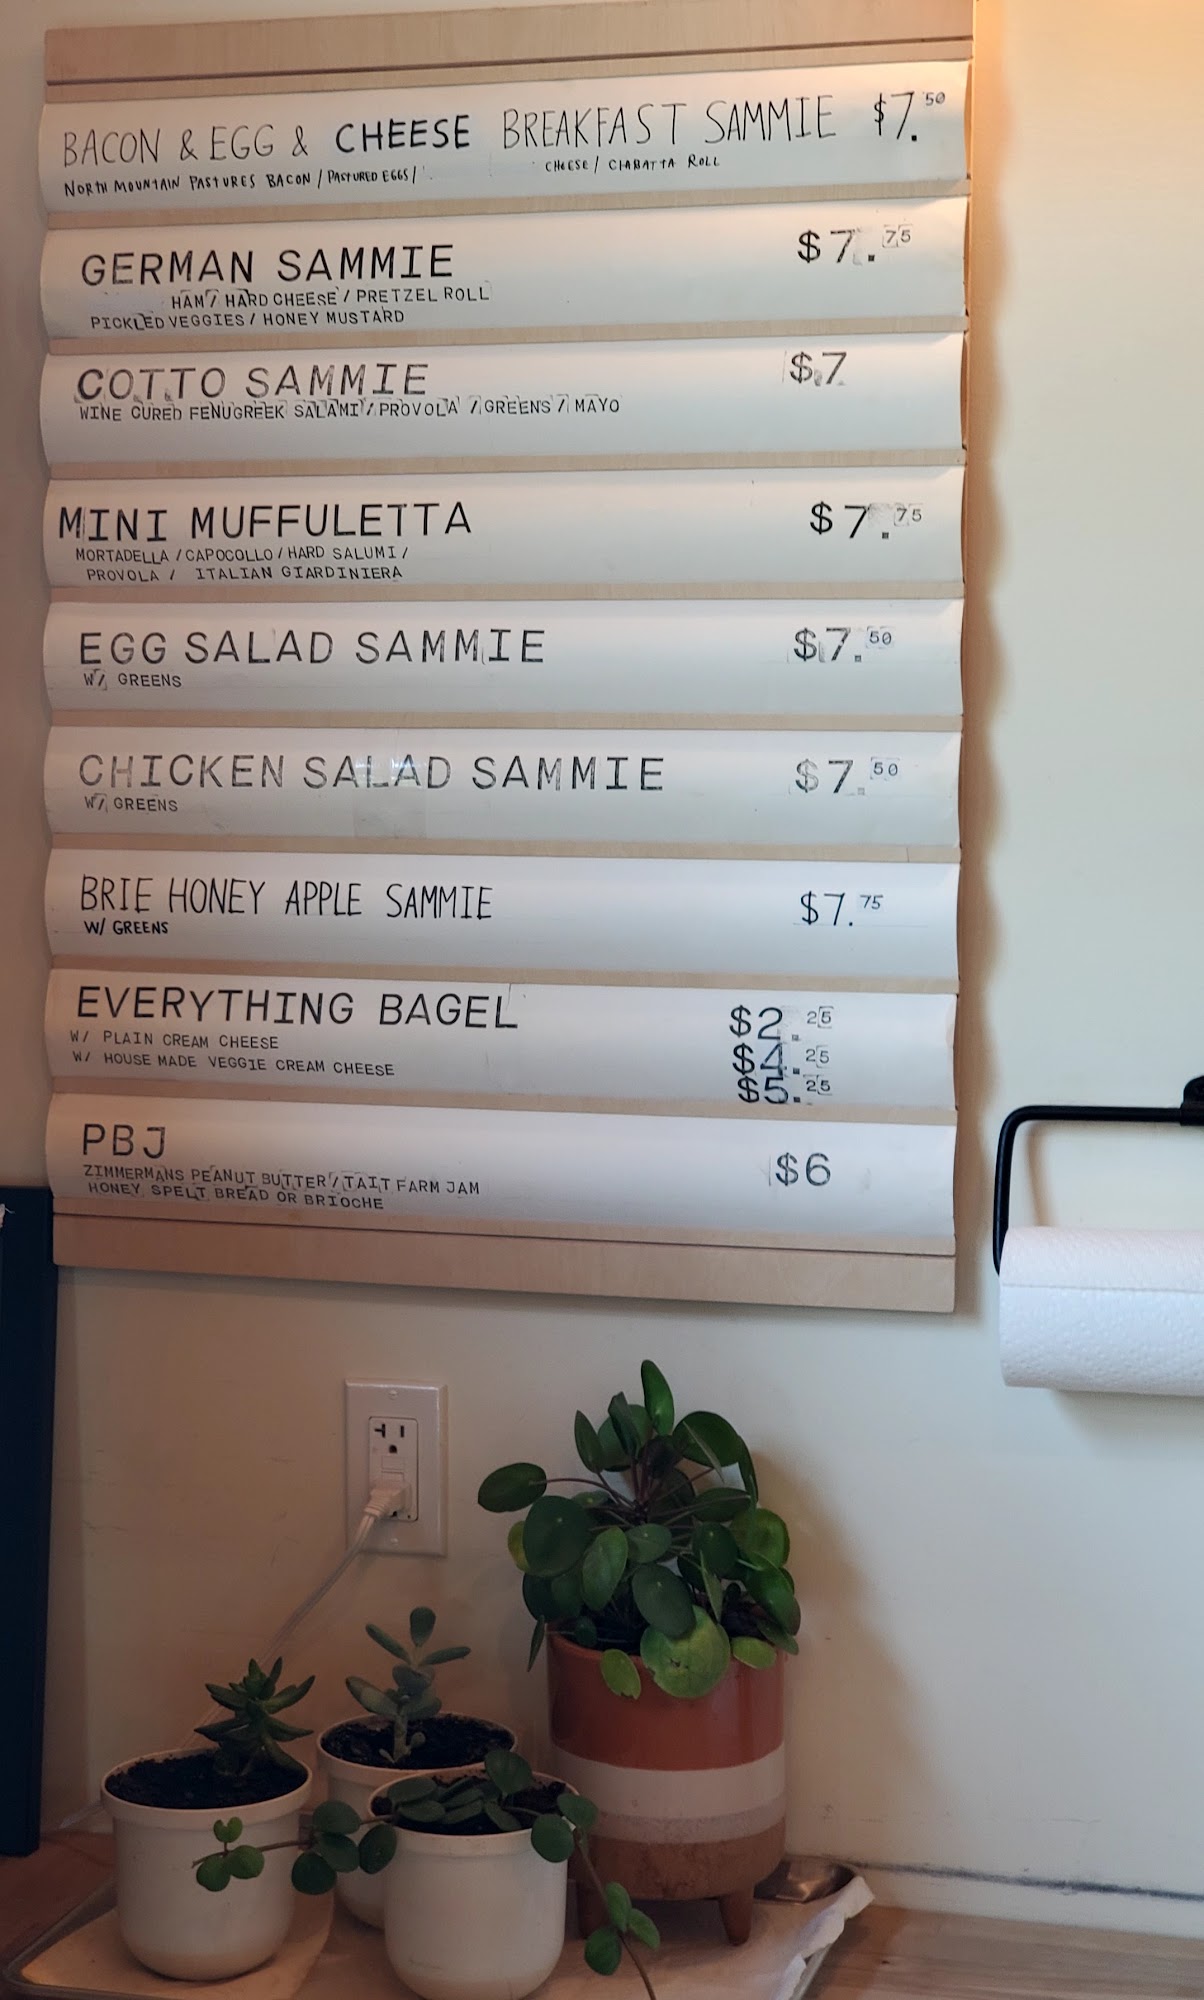 BACON & EGG & CHEESE BREAKFAST SAMMIE $7.50
NORTH MOUNTAIN PASTURES BACON / PASTURED EGGS / CHEESE / CIABATTA ROLL
GERMAN SAMMIE $7.75
HAM / HARD CHEESE / PRETZEL ROLL
PICKLED VEGGIES / HONEY MUSTARD
COTTO SAMMIE $7
WINE CURED FENUGREEK SALAMI / PROVOLA / GREENS / MAYO
MINI MUFFULETTA $7.75
MORTADELLA / CAPOCOLLO / HARD SALUMI /
PROVOLA / ITALIAN GIARDINIERA
EGG SALAD SAMMIE $7.50
W/ GREENS
CHICKEN SALAD SAMMIE $7.50
W/ GREENS
BRIE HONEY APPLE SAMMIE $7.75
W/ GREENS
EVERYTHING BAGEL $2.25
W/ PLAIN CREAM CHEESE $4.25
W/ HOUSE MADE VEGGIE CREAM CHEESE $5.25
PBJ $6
ZIMMERMANS PEANUT BUTTER / TAIT FARM JAM
HONEY SPELT BREAD OR BRIOCHE